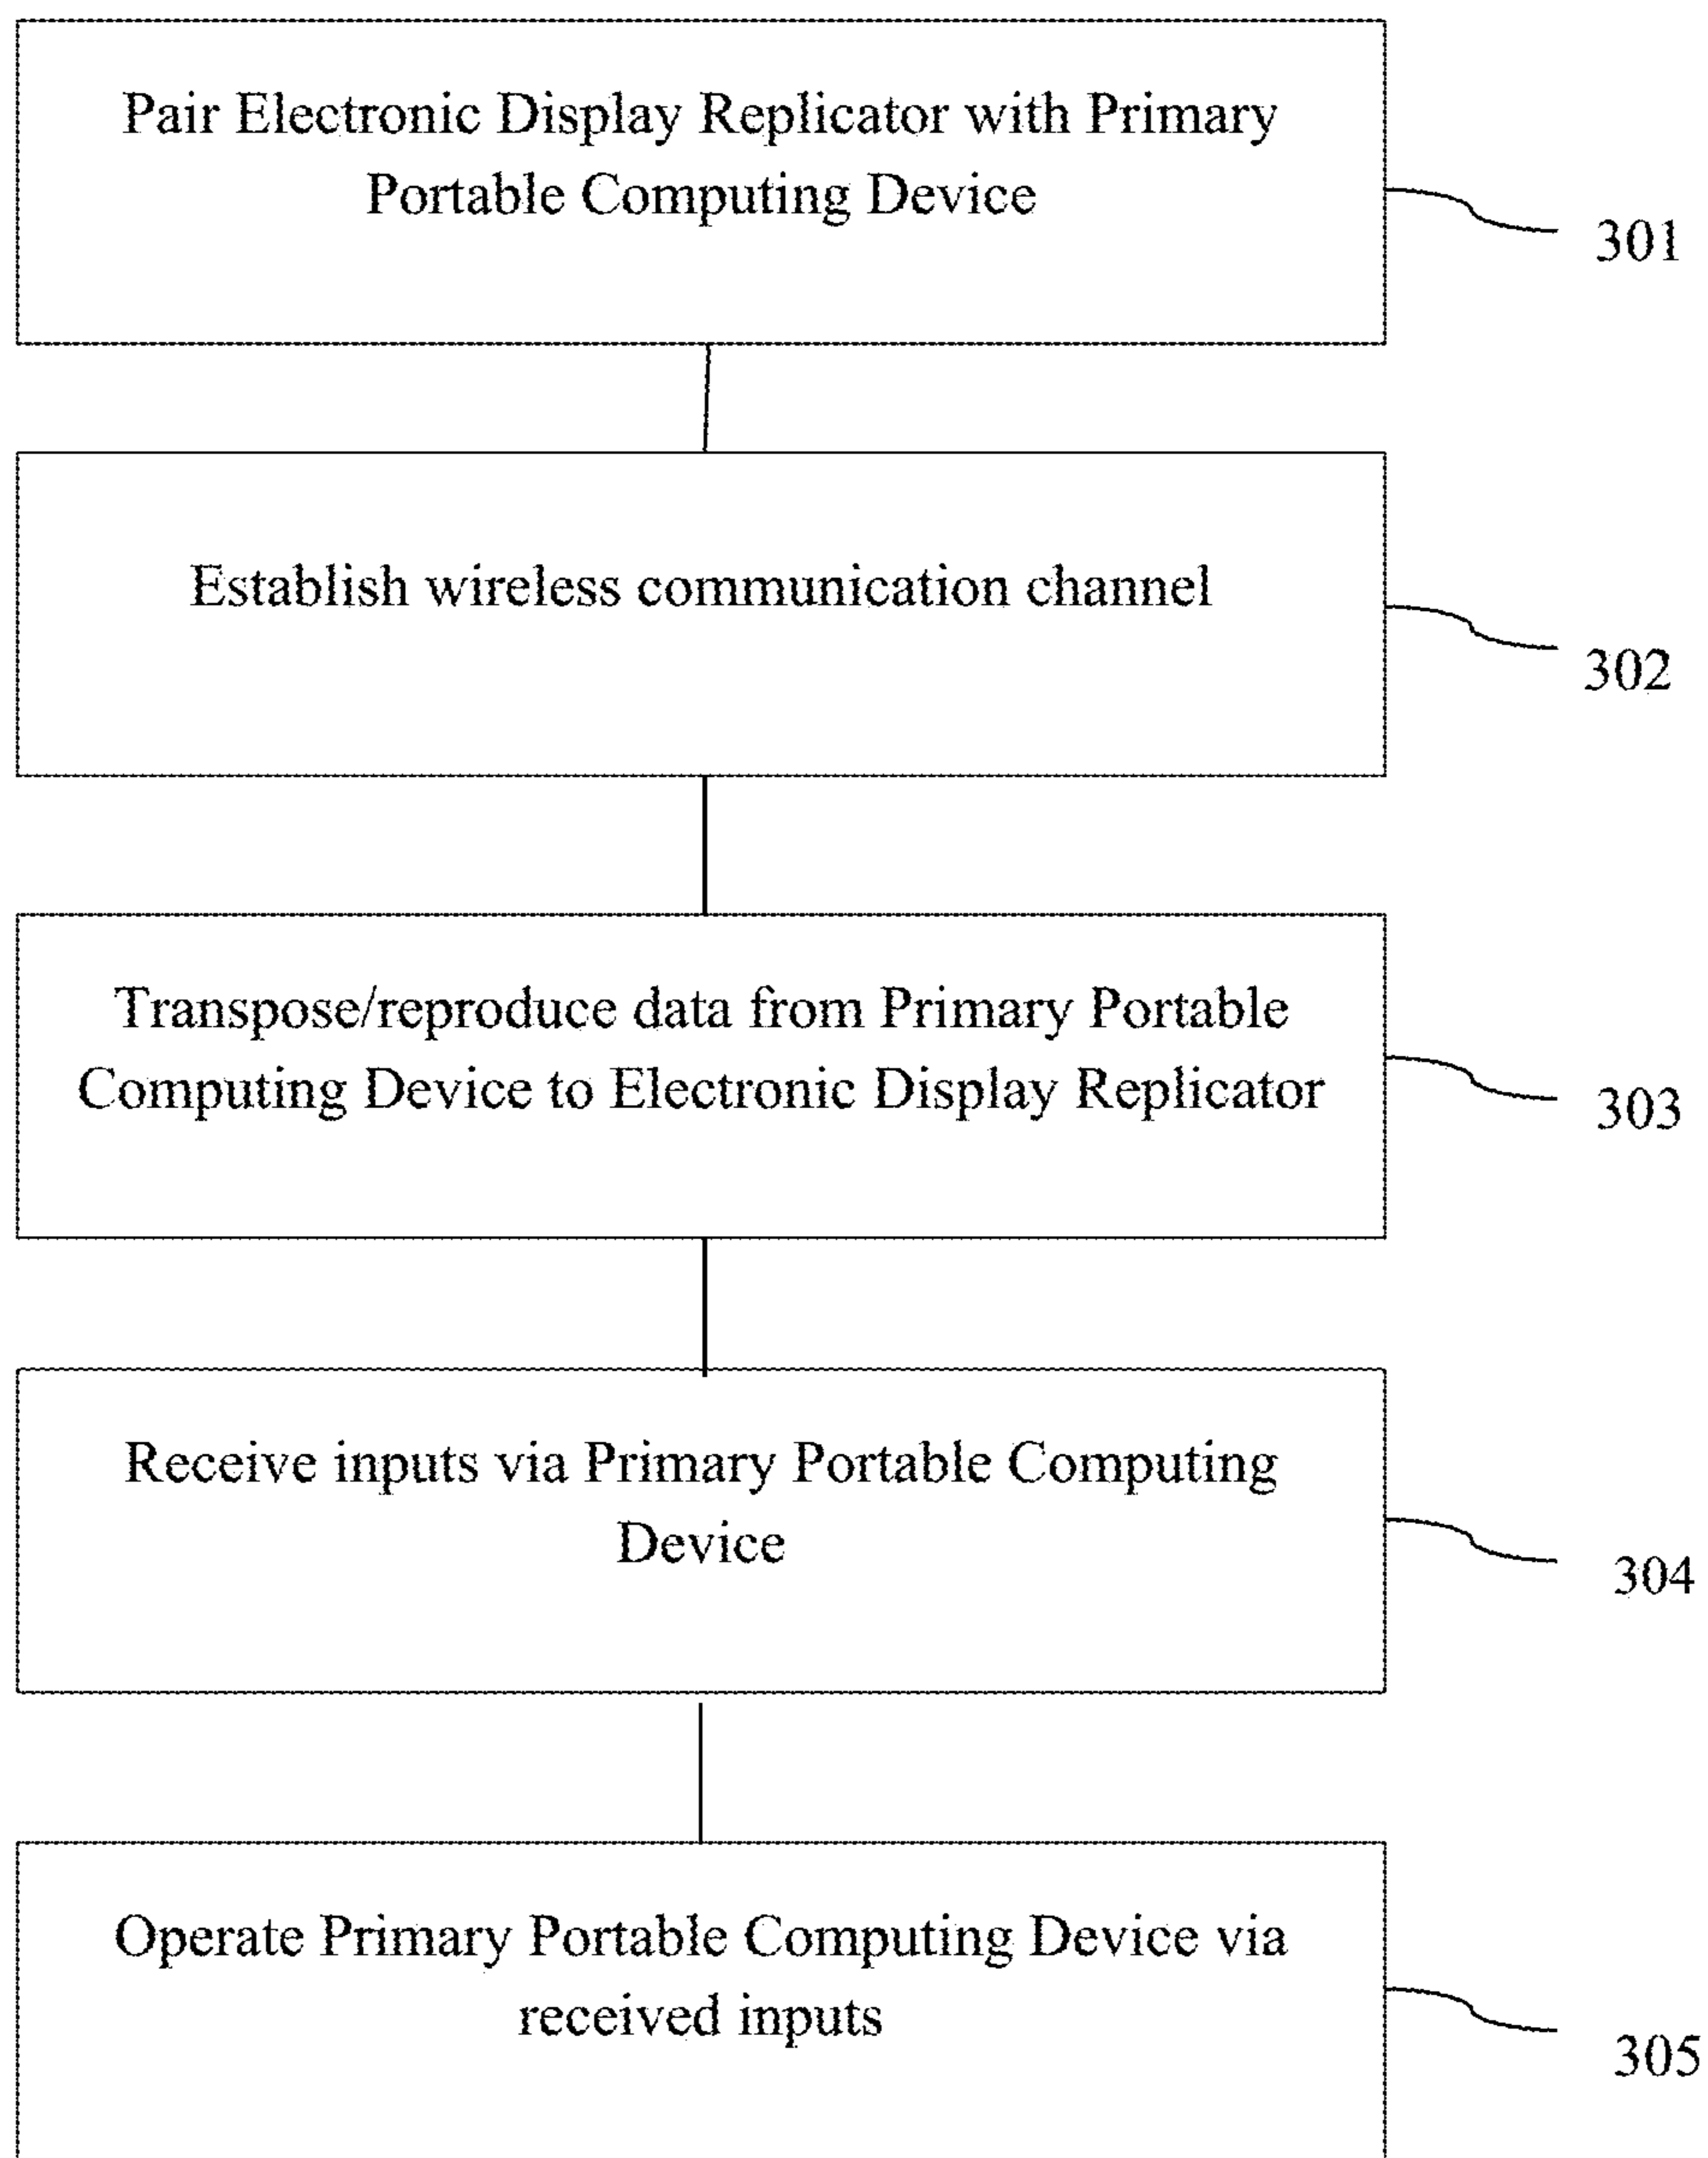 Pair Electronic Display Replicator with Primary
Portable Computing Device
301
Establish wireless communication channel
302
Transpose/reproduce data from Primary Portable
Computing Device to Electronic Display Replicator
303
Receive inputs via Primary Portable Computing
Device
304
Operate Primary Portable Computing Device via
received inputs
305